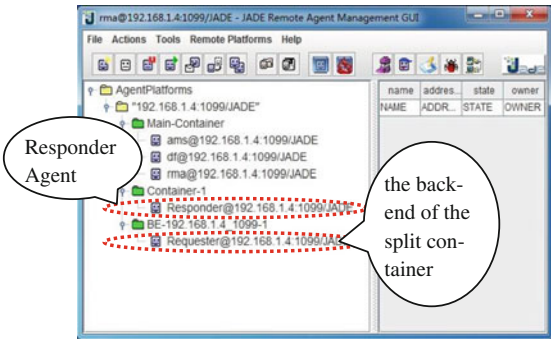 rma@192.168.1.4:1099/JADE - JADE Remote Agent Management GUI
File Actions Tools Remote Platforms Help
AgentPlatforms
"192.168.1.4:1099/JADE"
Main-Container
ams@192.168.1.4:1099/JADE
df@192.168.1.4:1099/JADE
rma@192.168.1.4:1099/JADE
Container-1
Responder@192.168.1.4:1099/JADE
BE-192.168.1.4_1099-1
Requester@192.168.1.4:1099/JADE
name addres... state owner
NAME ADDR... STATE OWNER
Responder
Agent
the back-
end of the
split con-
tainer